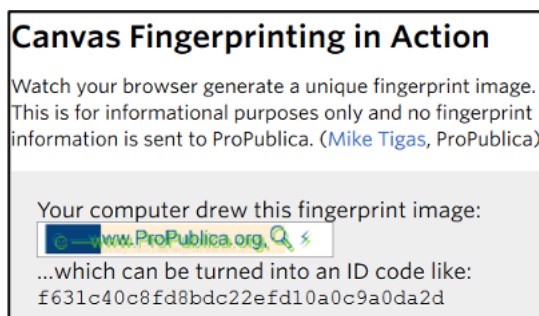 Canvas Fingerprinting in Action
Watch your browser generate a unique fingerprint image.
This is for informational purposes only and no fingerprint
information is sent to ProPublica. (Mike Tigas, ProPublica)
Your computer drew this fingerprint image:
www.ProPublica.org,
...which can be turned into an ID code like:
f631c40c8fd8bdc22efd10a0c9a0da2d